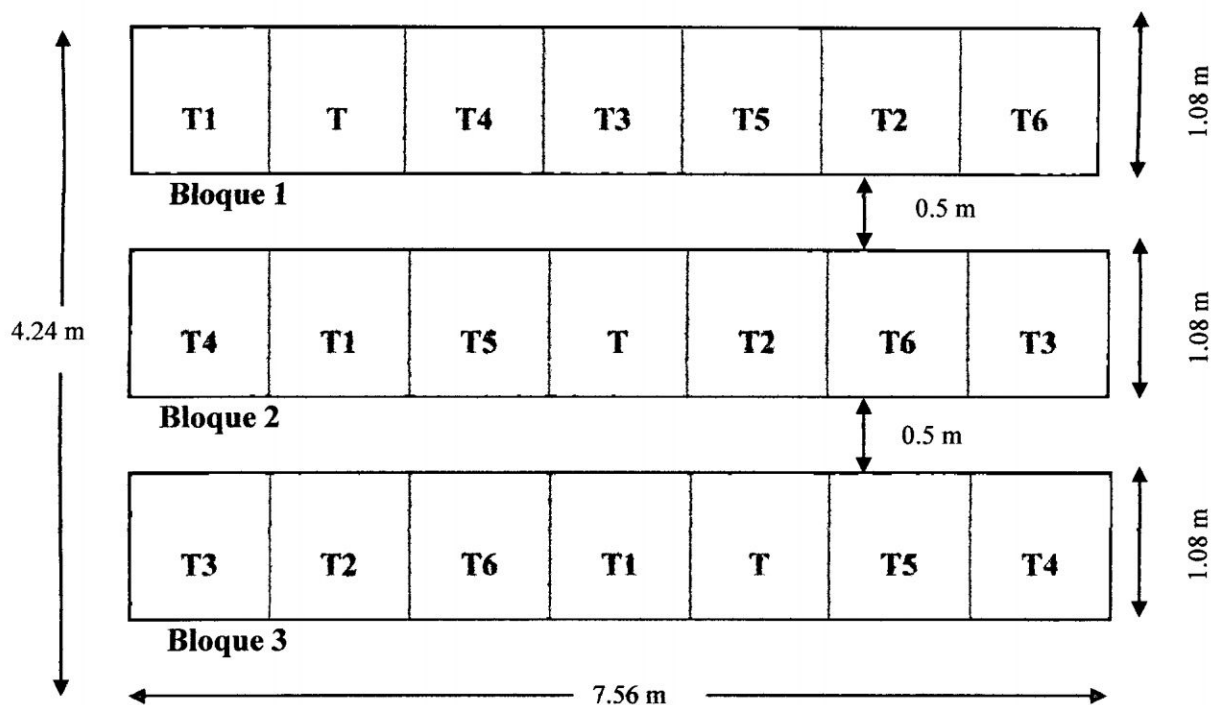 T1 T T4 T3 T5 T2 T6
1.08 m
Bloque 1
0.5 m
4.24 m
T4 T1 T5 T T2 T6 T3
1.08 m
Bloque 2
0.5 m
T3 T2 T6 T1 T T5 T4
1.08 m
Bloque 3
7.56 m